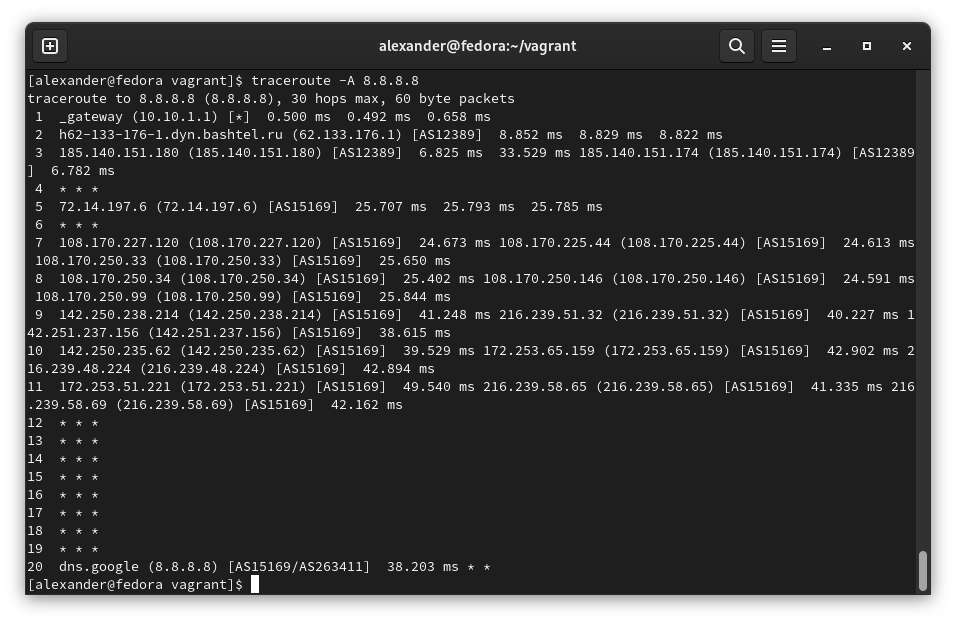 alexander@fedora:~/vagrant
[alexander@fedora vagrant]$ traceroute -A 8.8.8.8
traceroute to 8.8.8.8 (8.8.8.8), 30 hops max, 60 byte packets
 1  _gateway (10.10.1.1) [*]  0.500 ms  0.492 ms  0.658 ms
 2  h62-133-176-1.dyn.bashtel.ru (62.133.176.1) [AS12389]  8.852 ms  8.829 ms  8.822 ms
 3  185.140.151.180 (185.140.151.180) [AS12389]  6.825 ms  33.529 ms 185.140.151.174 (185.140.151.174) [AS12389
]  6.782 ms
 4  * * *
 5  72.14.197.6 (72.14.197.6) [AS15169]  25.707 ms  25.793 ms  25.785 ms
 6  * * *
 7  108.170.227.120 (108.170.227.120) [AS15169]  24.673 ms 108.170.225.44 (108.170.225.44) [AS15169]  24.613 ms
 108.170.250.33 (108.170.250.33) [AS15169]  25.650 ms
 8  108.170.250.34 (108.170.250.34) [AS15169]  25.402 ms 108.170.250.146 (108.170.250.146) [AS15169]  24.591 ms
 108.170.250.99 (108.170.250.99) [AS15169]  25.844 ms
 9  142.250.238.214 (142.250.238.214) [AS15169]  41.248 ms 216.239.51.32 (216.239.51.32) [AS15169]  40.227 ms 1
42.251.237.156 (142.251.237.156) [AS15169]  38.615 ms
10  142.250.235.62 (142.250.235.62) [AS15169]  39.529 ms 172.253.65.159 (172.253.65.159) [AS15169]  42.902 ms 2
16.239.48.224 (216.239.48.224) [AS15169]  42.894 ms
11  172.253.51.221 (172.253.51.221) [AS15169]  49.540 ms 216.239.58.65 (216.239.58.65) [AS15169]  41.335 ms 216
.239.58.69 (216.239.58.69) [AS15169]  42.162 ms
12  * * *
13  * * *
14  * * *
15  * * *
16  * * *
17  * * *
18  * * *
19  * * *
20  dns.google (8.8.8.8) [AS15169/AS263411]  38.203 ms * *
[alexander@fedora vagrant]$